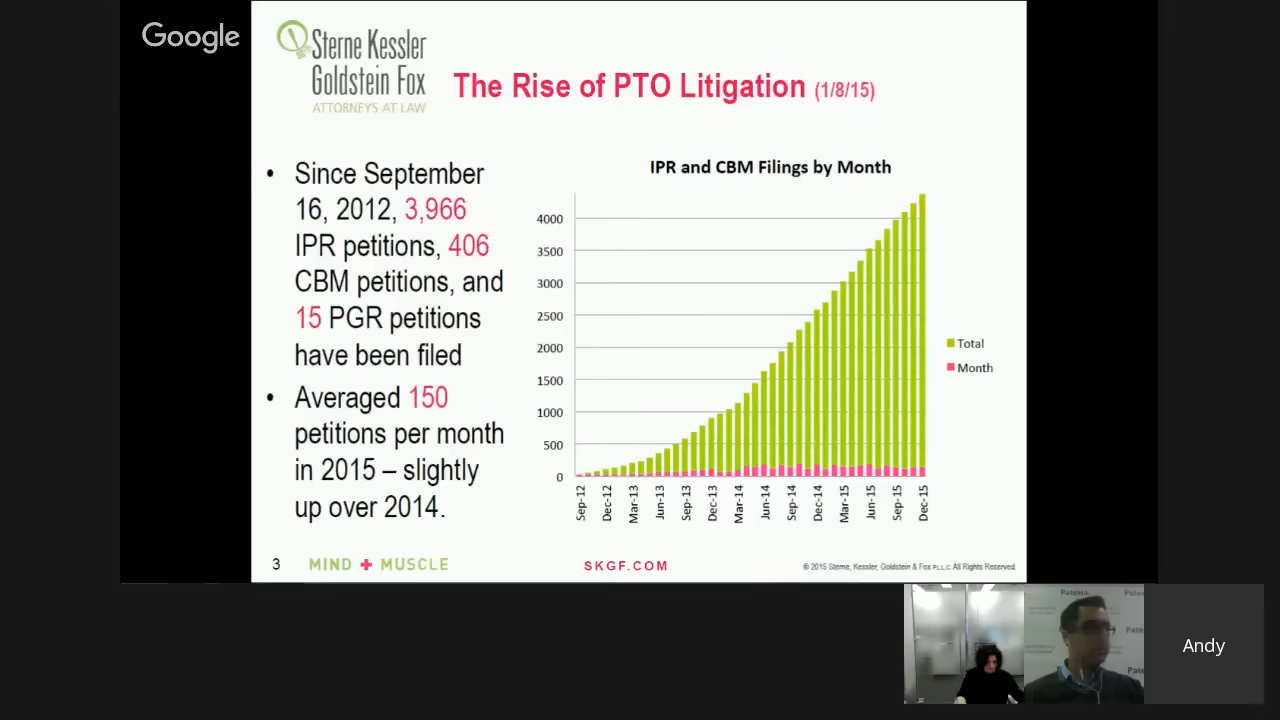 Google
Sterne Kessler
Goldstein Fox
ATTORNEYS AT LAW
The Rise of PTO Litigation (1/8/15)
• Since September
16, 2012, 3,966
IPR petitions, 406
CBM petitions, and
15 PGR petitions
have been filed
• Averaged 150
petitions per month
in 2015 – slightly
up over 2014.
IPR and CBM Filings by Month
4000
3500
3000
2500
2000
1500
1000
500
0
Sep-12
Dec-12
Mar-13
Jun-13
Sep-13
Dec-13
Mar-14
Jun-14
Sep-14
Dec-14
Mar-15
Jun-15
Sep-15
Dec-15
Total
Month
3
MIND + MUSCLE
SKGF.COM
© 2015 Sterne, Kessler, Goldstein & Fox P.L.L.C. All Rights Reserved.
Patexia
Andy